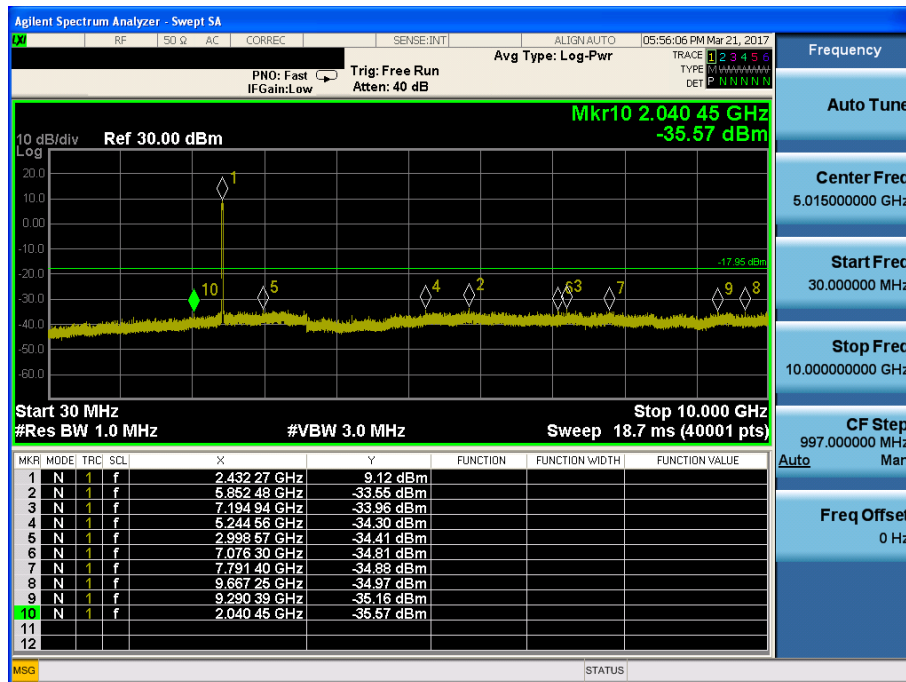 Agilent Spectrum Analyzer - Swept SA
LXI RF 50 Ω AC CORREC SENSE:INT ALIGN AUTO 05:56:06 PM Mar 21, 2017
PNO: Fast Trig: Free Run Avg Type: Log-Pwr TRACE 1 2 3 4 5 6
IFGain:Low Atten: 40 dB TYPE M W W W W W
DET P N N N N N
Mkr10 2.040 45 GHz
-35.57 dBm
10 dB/div Ref 30.00 dBm
Log
20.0
10.0
0.00
-10.0
-20.0
-30.0
-40.0
-50.0
-60.0
-17.95 dBm
1
10 5 4 2 6 3 7 9 8
Start 30 MHz Stop 10.000 GHz
#Res BW 1.0 MHz #VBW 3.0 MHz Sweep 18.7 ms (40001 pts)
MKR MODE TRC SCL X Y FUNCTION FUNCTION WIDTH FUNCTION VALUE
1 N 1 f 2.432 27 GHz 9.12 dBm
2 N 1 f 5.852 48 GHz -33.55 dBm
3 N 1 f 7.194 94 GHz -33.96 dBm
4 N 1 f 5.244 56 GHz -34.30 dBm
5 N 1 f 2.998 57 GHz -34.41 dBm
6 N 1 f 7.076 30 GHz -34.81 dBm
7 N 1 f 7.791 40 GHz -34.88 dBm
8 N 1 f 9.667 25 GHz -34.97 dBm
9 N 1 f 9.290 39 GHz -35.16 dBm
10 N 1 f 2.040 45 GHz -35.57 dBm
11
12
MSG STATUS
Frequency
Auto Tune
Center Freq
5.015000000 GHz
Start Freq
30.000000 MHz
Stop Freq
10.000000000 GHz
CF Step
997.000000 MHz
Auto Man
Freq Offset
0 Hz